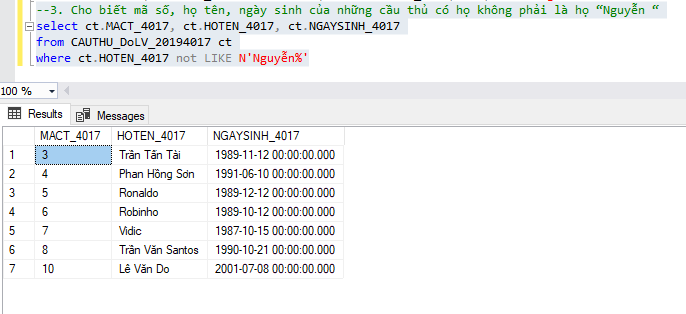 --3. Cho biết mã số, họ tên, ngày sinh của những cầu thủ có họ không phải là họ “Nguyễn “
select ct.MACT_4017, ct.HOTEN_4017, ct.NGAYSINH_4017
from CAUTHU_DoLV_20194017 ct
where ct.HOTEN_4017 not LIKE N'Nguyễn%'
100 %
Results Messages
MACT_4017 HOTEN_4017 NGAYSINH_4017
1 3 Trần Tấn Tài 1989-11-12 00:00:00.000
2 4 Phan Hồng Sơn 1991-06-10 00:00:00.000
3 5 Ronaldo 1989-12-12 00:00:00.000
4 6 Robinho 1989-10-12 00:00:00.000
5 7 Vidic 1987-10-15 00:00:00.000
6 8 Trần Văn Santos 1990-10-21 00:00:00.000
7 10 Lê Văn Do 2001-07-08 00:00:00.000